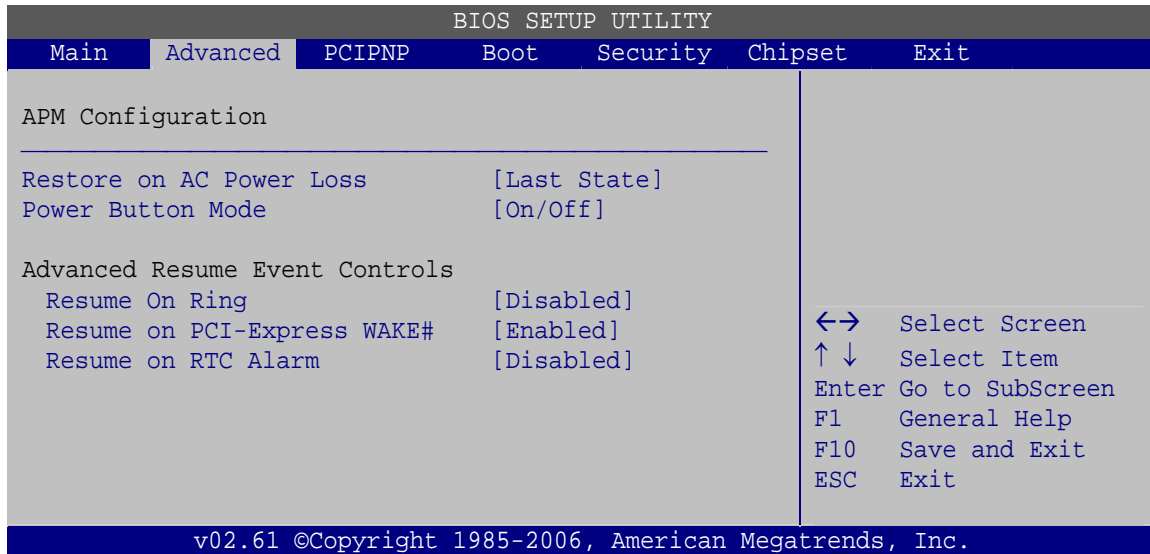 BIOS SETUP UTILITY
Main Advanced PCIPNP Boot Security Chipset Exit
APM Configuration
Restore on AC Power Loss [Last State]
Power Button Mode [On/Off]
Advanced Resume Event Controls
Resume On Ring [Disabled]
Resume on PCI-Express WAKE# [Enabled]
Resume on RTC Alarm [Disabled]
←→ Select Screen
↑ ↓ Select Item
Enter Go to SubScreen
F1 General Help
F10 Save and Exit
ESC Exit
v02.61 ©Copyright 1985-2006, American Megatrends, Inc.